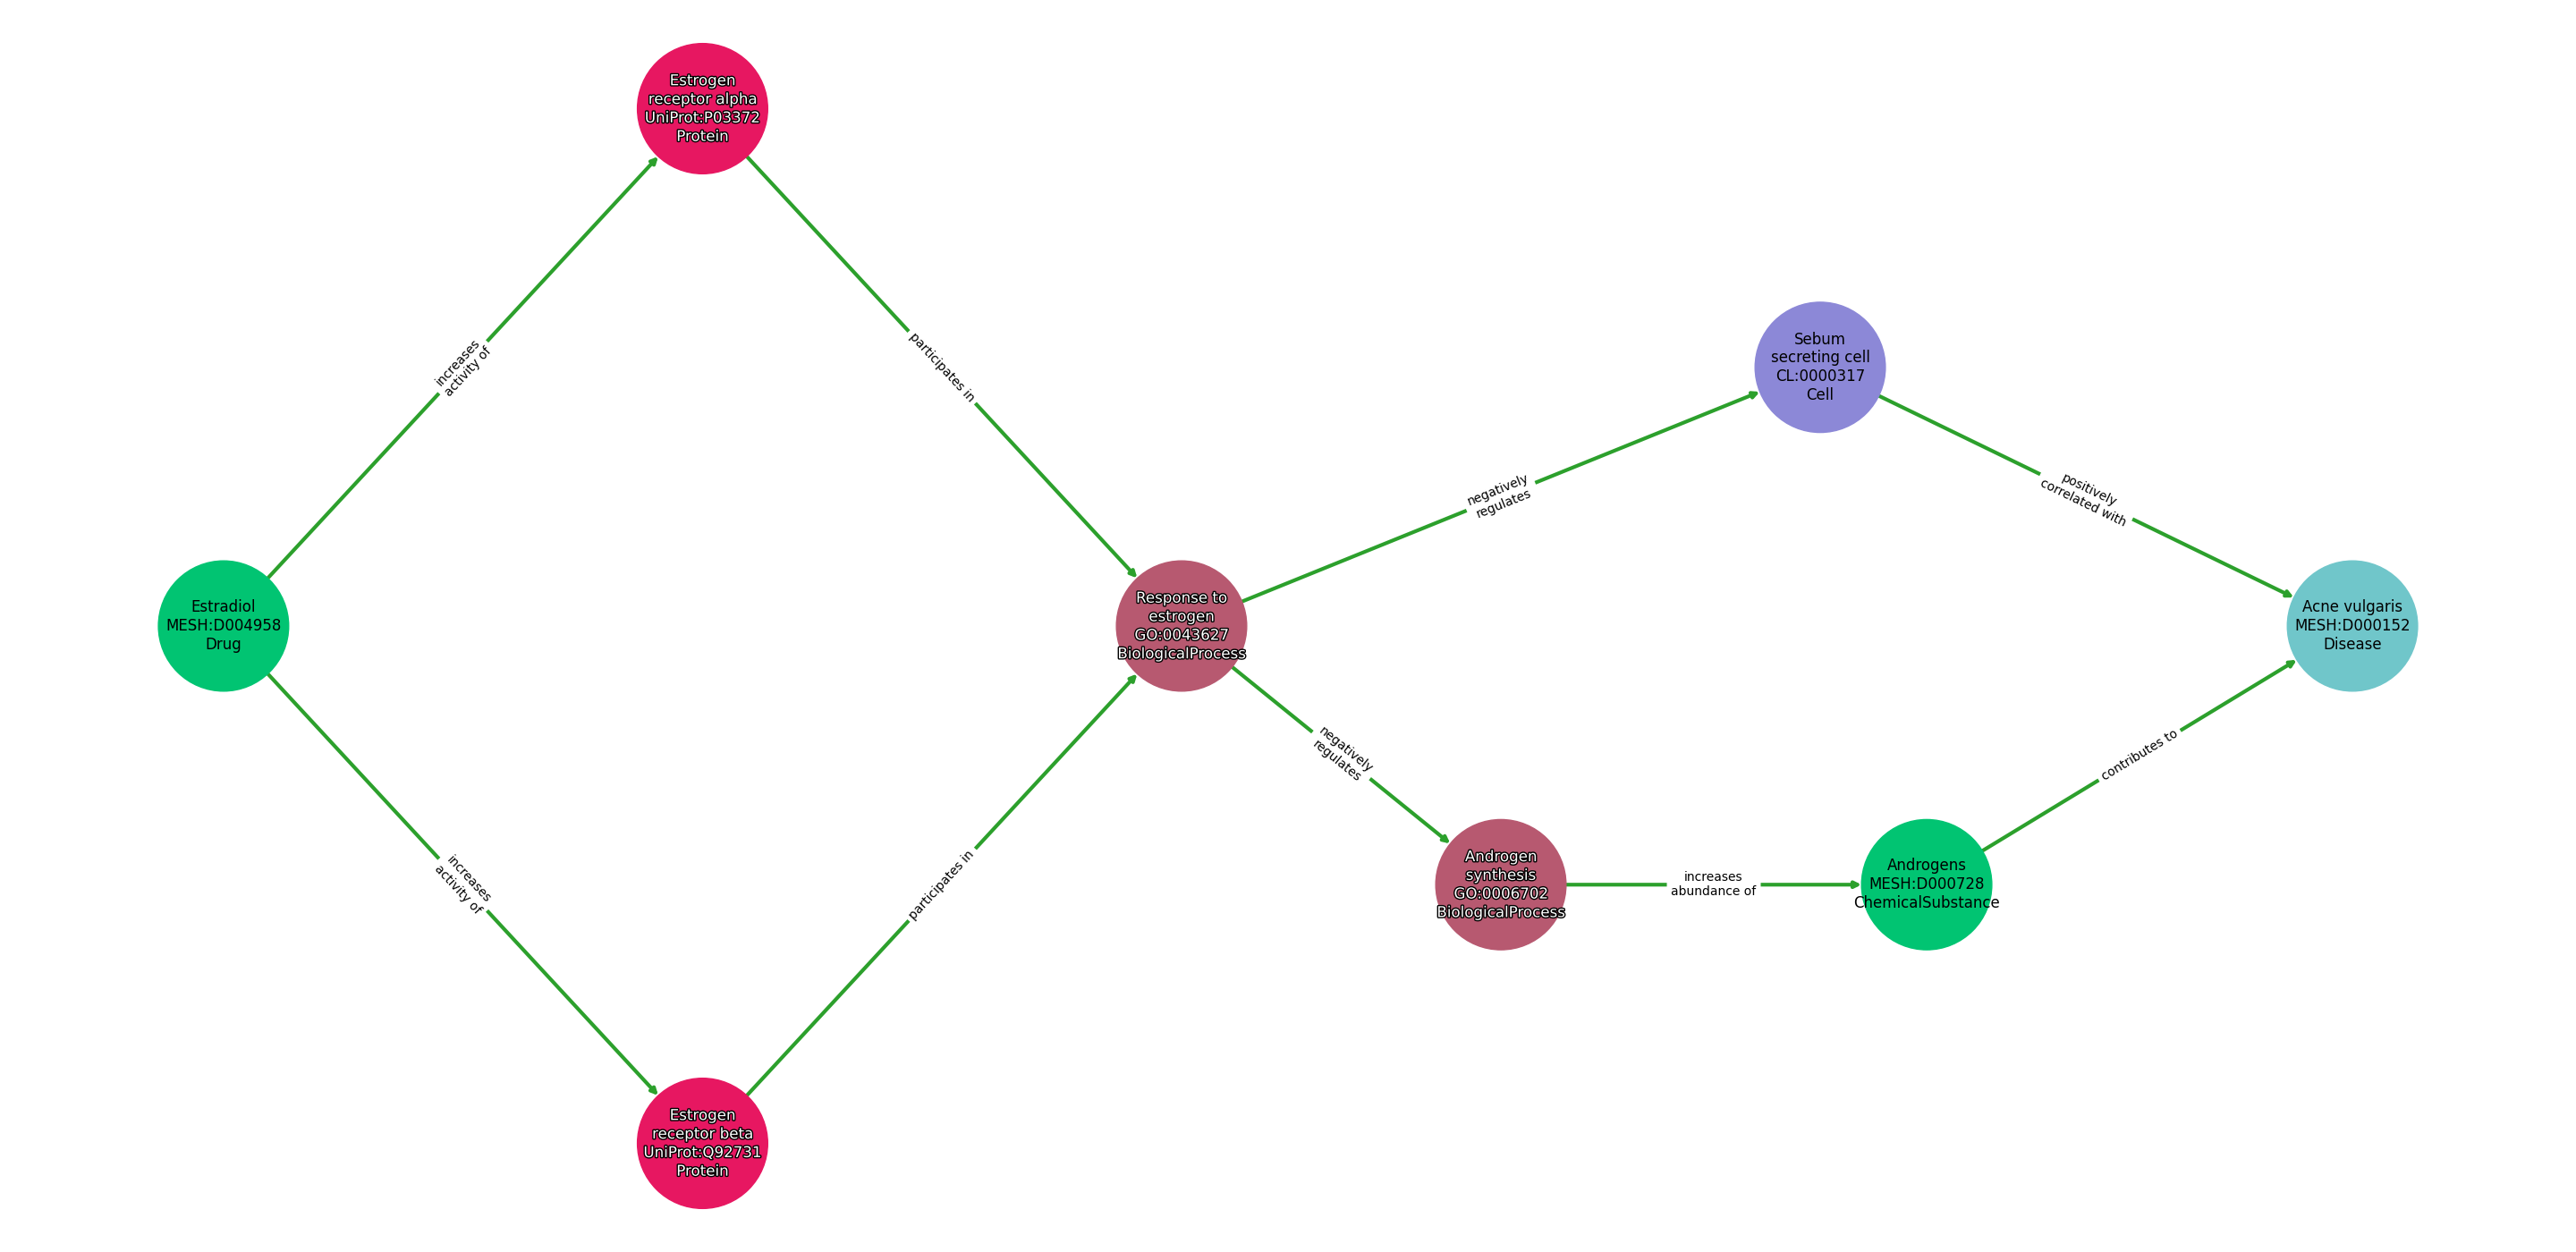 Estrogen
receptor alpha
UniProt:P03372
Protein
increases
activity of
participates in
Sebum
secreting cell
CL:0000317
Cell
negatively
regulates
positively
correlated with
Estradiol
MESH:D004958
Drug
Response to
estrogen
GO:0043627
BiologicalProcess
Acne vulgaris
MESH:D000152
Disease
negatively
regulates
contributes to
increases
activity of
participates in
Androgen
synthesis
GO:0006702
BiologicalProcess
increases
abundance of
Androgens
MESH:D000728
ChemicalSubstance
Estrogen
receptor beta
UniProt:Q92731
Protein